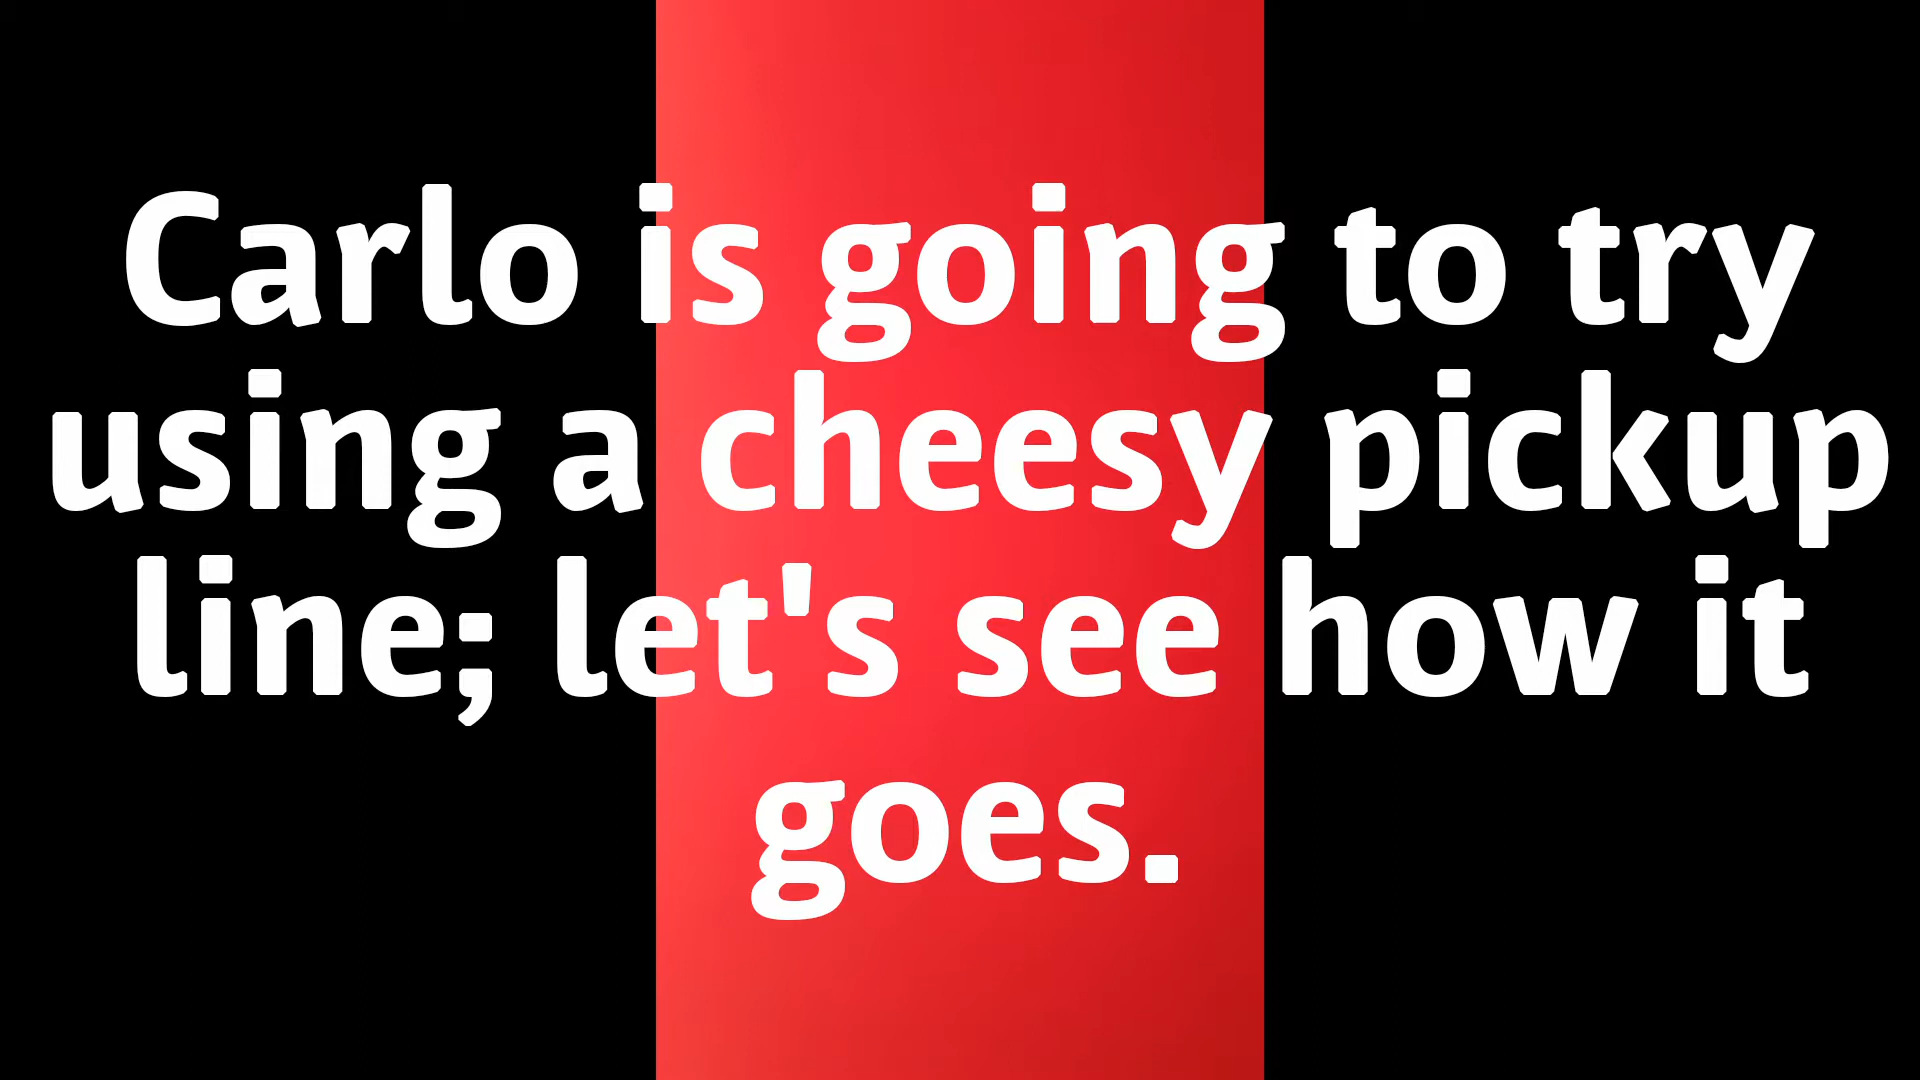 Carlo is going to try
using a cheesy pickup
line; let's see how it
goes.